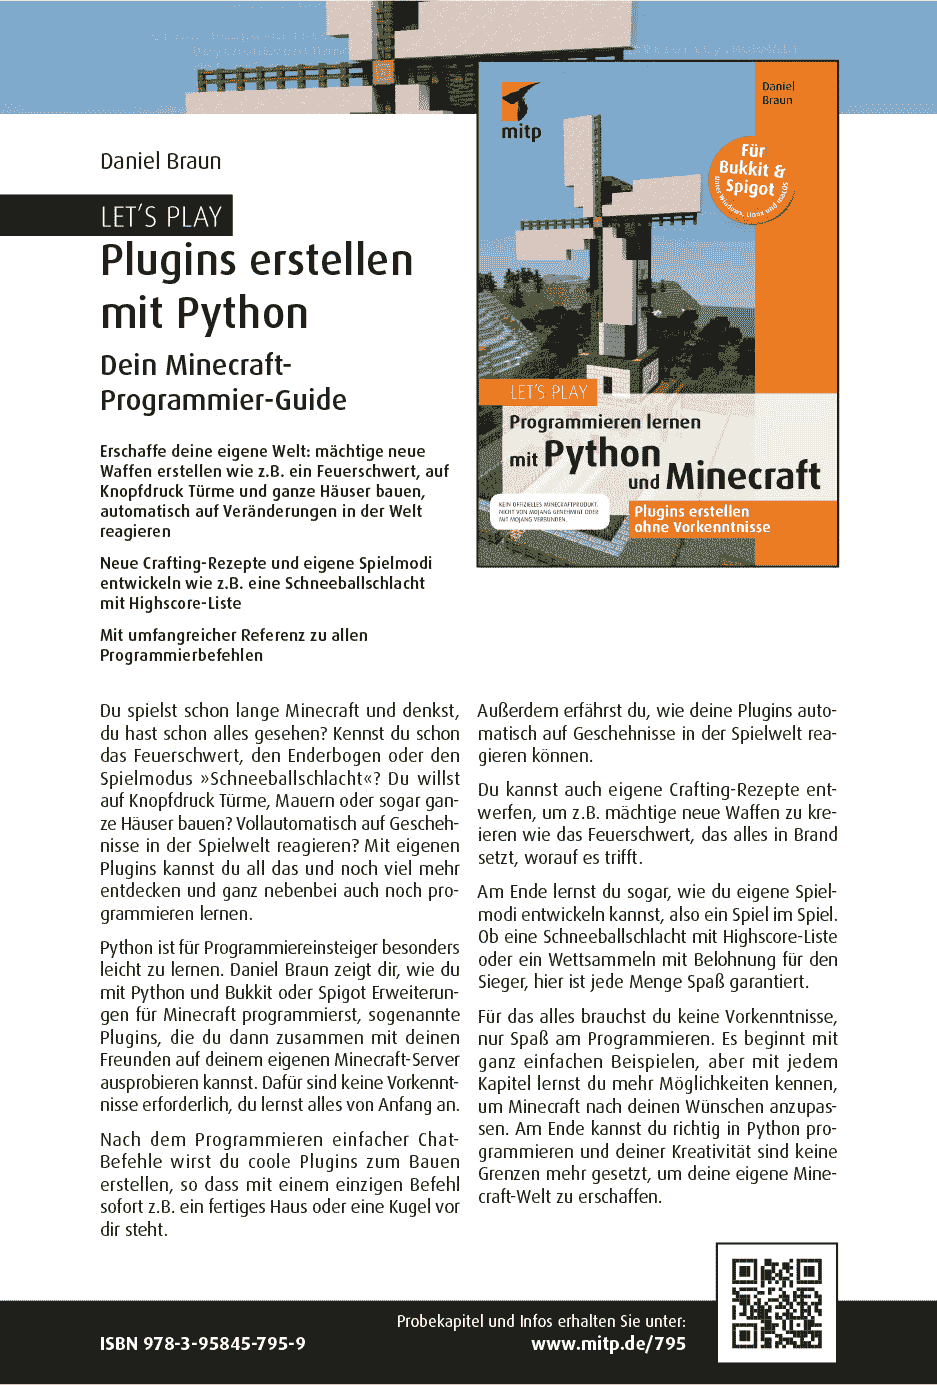 Daniel Braun
LET'S PLAY
Plugins erstellen
mit Python
Dein Minecraft-
Programmier-Guide
Erschaffe deine eigene Welt: mächtige neue
Waffen erstellen wie z.B. ein Feuerschwert, auf
Knopfdruck Türme und ganze Häuser bauen,
automatisch auf Veränderungen in der Welt
reagieren
Neue Crafting-Rezepte und eigene Spielmodi
entwickeln wie z.B. eine Schneeballschlacht
mit Highscore-Liste
Mit umfangreicher Referenz zu allen
Programmierbefehlen
mitp
Daniel
Braun
Für
Bukkit &
Spigot
unter Windows, Linux und macOS
LET'S PLAY
Programmieren lernen
mit Python
und Minecraft
KEIN OFFIZIELLES MINECRAFTPRODUKT.
NICHT VON MOJANG GENEHMIGT ODER
MIT MOJANG VERBUNDEN.
Plugins erstellen
ohne Vorkenntnisse
Du spielst schon lange Minecraft und denkst,
du hast schon alles gesehen? Kennst du schon
das Feuerschwert, den Enderbogen oder den
Spielmodus »Schneeballschlacht«? Du willst
auf Knopfdruck Türme, Mauern oder sogar gan-
ze Häuser bauen? Vollautomatisch auf Gescheh-
nisse in der Spielwelt reagieren? Mit eigenen
Plugins kannst du all das und noch viel mehr
entdecken und ganz nebenbei auch noch pro-
grammieren lernen.
Python ist für Programmiereinsteiger besonders
leicht zu lernen. Daniel Braun zeigt dir, wie du
mit Python und Bukkit oder Spigot Erweiterun-
gen für Minecraft programmierst, sogenannte
Plugins, die du dann zusammen mit deinen
Freunden auf deinem eigenen Minecraft-Server
ausprobieren kannst. Dafür sind keine Vorkennt-
nisse erforderlich, du lernst alles von Anfang an.
Nach dem Programmieren einfacher Chat-
Befehle wirst du coole Plugins zum Bauen
erstellen, so dass mit einem einzigen Befehl
sofort z.B. ein fertiges Haus oder eine Kugel vor
dir steht.
Außerdem erfährst du, wie deine Plugins auto-
matisch auf Geschehnisse in der Spielwelt rea-
gieren können.
Du kannst auch eigene Crafting-Rezepte ent-
werfen, um z.B. mächtige neue Waffen zu kre-
ieren wie das Feuerschwert, das alles in Brand
setzt, worauf es trifft.
Am Ende lernst du sogar, wie du eigene Spiel-
modi entwickeln kannst, also ein Spiel im Spiel.
Ob eine Schneeballschlacht mit Highscore-Liste
oder ein Wettsammeln mit Belohnung für den
Sieger, hier ist jede Menge Spaß garantiert.
Für das alles brauchst du keine Vorkenntnisse,
nur Spaß am Programmieren. Es beginnt mit
ganz einfachen Beispielen, aber mit jedem
Kapitel lernst du mehr Möglichkeiten kennen,
um Minecraft nach deinen Wünschen anzupas-
sen. Am Ende kannst du richtig in Python pro-
grammieren und deiner Kreativität sind keine
Grenzen mehr gesetzt, um deine eigene Mine-
craft-Welt zu erschaffen.
Probekapitel und Infos erhalten Sie unter:
ISBN 978-3-95845-795-9
www.mitp.de/795